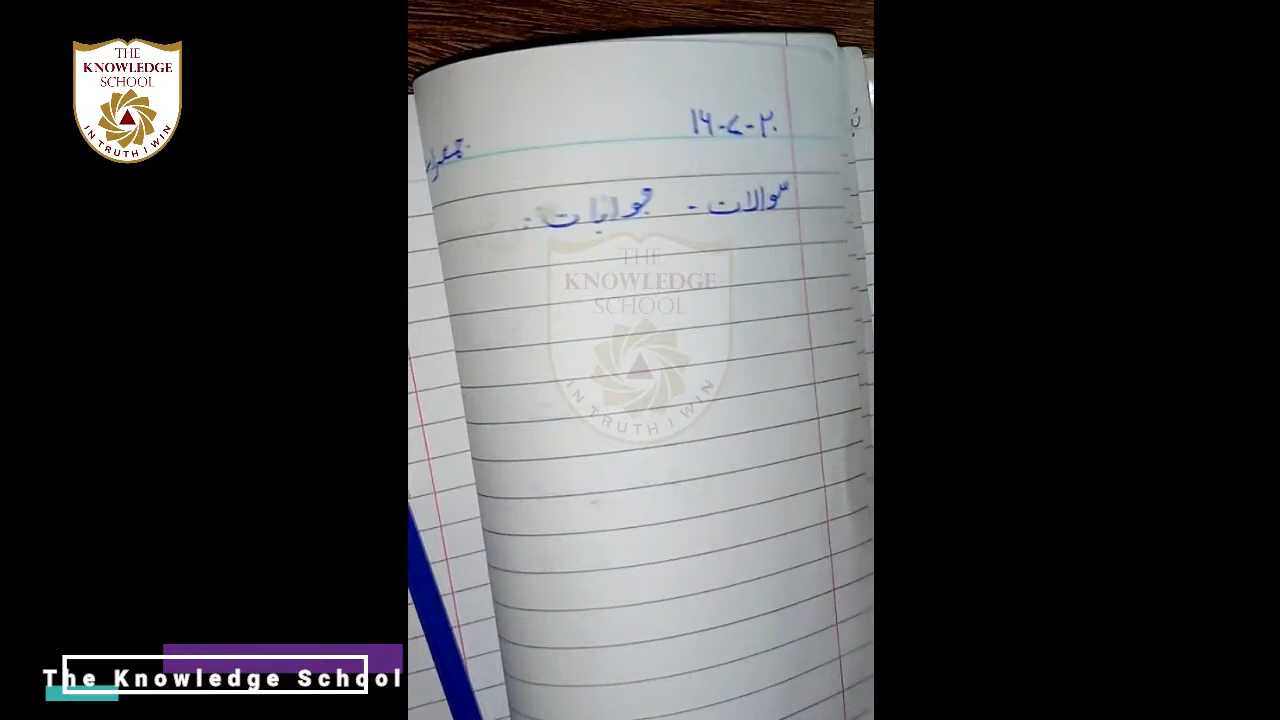 THE
KNOWLEDGE
SCHOOL
IN TRUTH I WIN
۱۶-۷-۲۰
جمعرات
سوالات - جوابات :
THE
KNOWLEDGE
SCHOOL
IN TRUTH I WIN
The Knowledge School